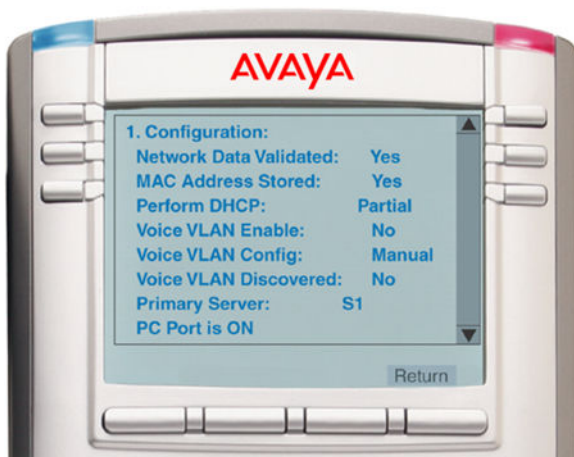 AVAYA
1. Configuration:
Network Data Validated: Yes
MAC Address Stored: Yes
Perform DHCP: Partial
Voice VLAN Enable: No
Voice VLAN Config: Manual
Voice VLAN Discovered: No
Primary Server: S1
PC Port is ON
Return